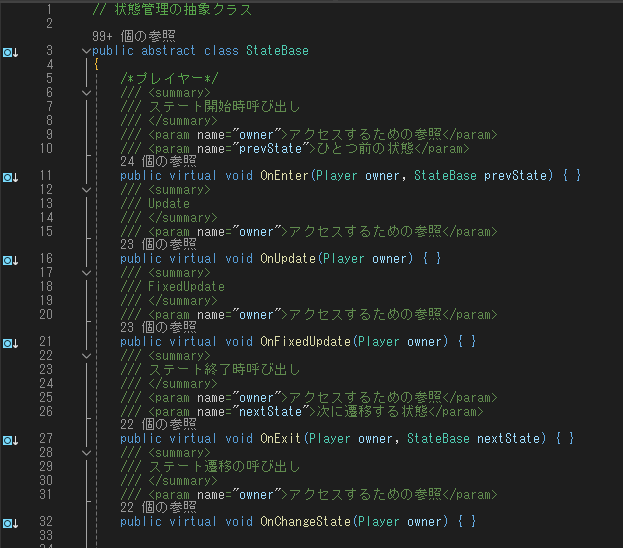 1 // 状態管理の抽象クラス
2
99+ 個の参照
3 public abstract class StateBase
4 {
5 /*プレイヤー*/
6 /// <summary>
7 /// ステート開始時呼び出し
8 /// </summary>
9 /// <param name="owner">アクセスするための参照</param>
10 /// <param name="prevState">ひとつ前の状態</param>
24 個の参照
11 public virtual void OnEnter(Player owner, StateBase prevState) { }
12 /// <summary>
13 /// Update
14 /// </summary>
15 /// <param name="owner">アクセスするための参照</param>
23 個の参照
16 public virtual void OnUpdate(Player owner) { }
17 /// <summary>
18 /// FixedUpdate
19 /// </summary>
20 /// <param name="owner">アクセスするための参照</param>
23 個の参照
21 public virtual void OnFixedUpdate(Player owner) { }
22 /// <summary>
23 /// ステート終了時呼び出し
24 /// </summary>
25 /// <param name="owner">アクセスするための参照</param>
26 /// <param name="nextState">次に遷移する状態</param>
22 個の参照
27 public virtual void OnExit(Player owner, StateBase nextState) { }
28 /// <summary>
29 /// ステート遷移の呼び出し
30 /// </summary>
31 /// <param name="owner">アクセスするための参照</param>
22 個の参照
32 public virtual void OnChangeState(Player owner) { }
33